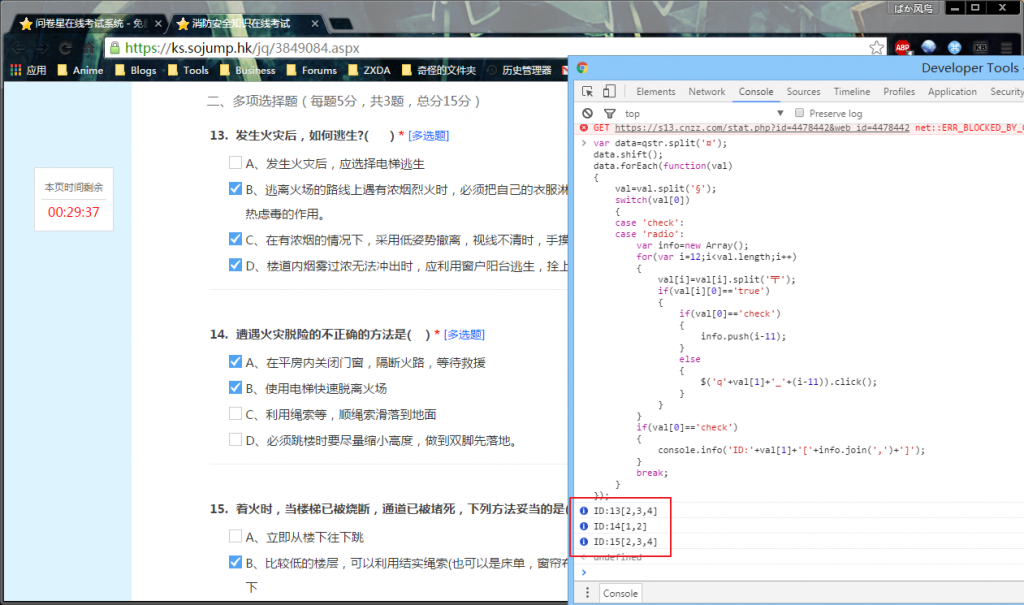 ばか风鸟
问卷星在线考试系统 - 免
消防安全知识在线考试
https://ks.sojump.hk/jq/3849084.aspx
ABP
KB
应用 Anime Blogs Tools Business Forums ZXDA 奇怪的文件夹 历史管理器
Developer Tools -
Elements Network Console Sources Timeline Profiles Application Security
top Preserve log
本页时间剩余
00:29:37
二、多项选择题（每题5分，共3题，总分15分）
13. 发生火灾后，如何逃生?( ) * [多选题]
A、发生火灾后，应选择电梯逃生
B、逃离火场的路线上遇有浓烟烈火时，必须把自己的衣服淋
热虑毒的作用。
C、在有浓烟的情况下，采用低姿势撤离，视线不清时，手摸
D、楼道内烟雾过浓无法冲出时，应利用窗户阳台逃生，拴上
14. 遭遇火灾脱险的不正确的方法是( ) * [多选题]
A、在平房内关闭门窗，隔断火路，等待救援
B、使用电梯快速脱离火场
C、利用绳索等，顺绳索滑落到地面
D、必须跳楼时要尽量缩小高度，做到双脚先落地。
15. 着火时，当楼梯已被烧断，通道已被堵死，下列方法妥当的是(
A、立即从楼下往下跳
B、比较低的楼层，可以利用结实绳索(也可以是床单，窗帘布
下
GET https://s13.cnzz.com/stat.php?id=4478442&web_id=4478442 net::ERR_BLOCKED_BY_
var data=qstr.split('¤');
data.shift();
data.forEach(function(val)
{
val=val.split('§');
switch(val[0])
{
case 'check':
case 'radio':
var info=new Array();
for(var i=12;i<val.length;i++)
{
val[i]=val[i].split('〒');
if(val[i][0]=='true')
{
if(val[0]=='check')
{
info.push(i-11);
}
else
{
$('q'+val[1]+'_'+(i-11)).click();
}
}
}
if(val[0]=='check')
{
console.info('ID:'+val[1]+'['+info.join(',')+']');
}
break;
}
});
ID:13[2,3,4]
ID:14[1,2]
ID:15[2,3,4]
undefined
Console